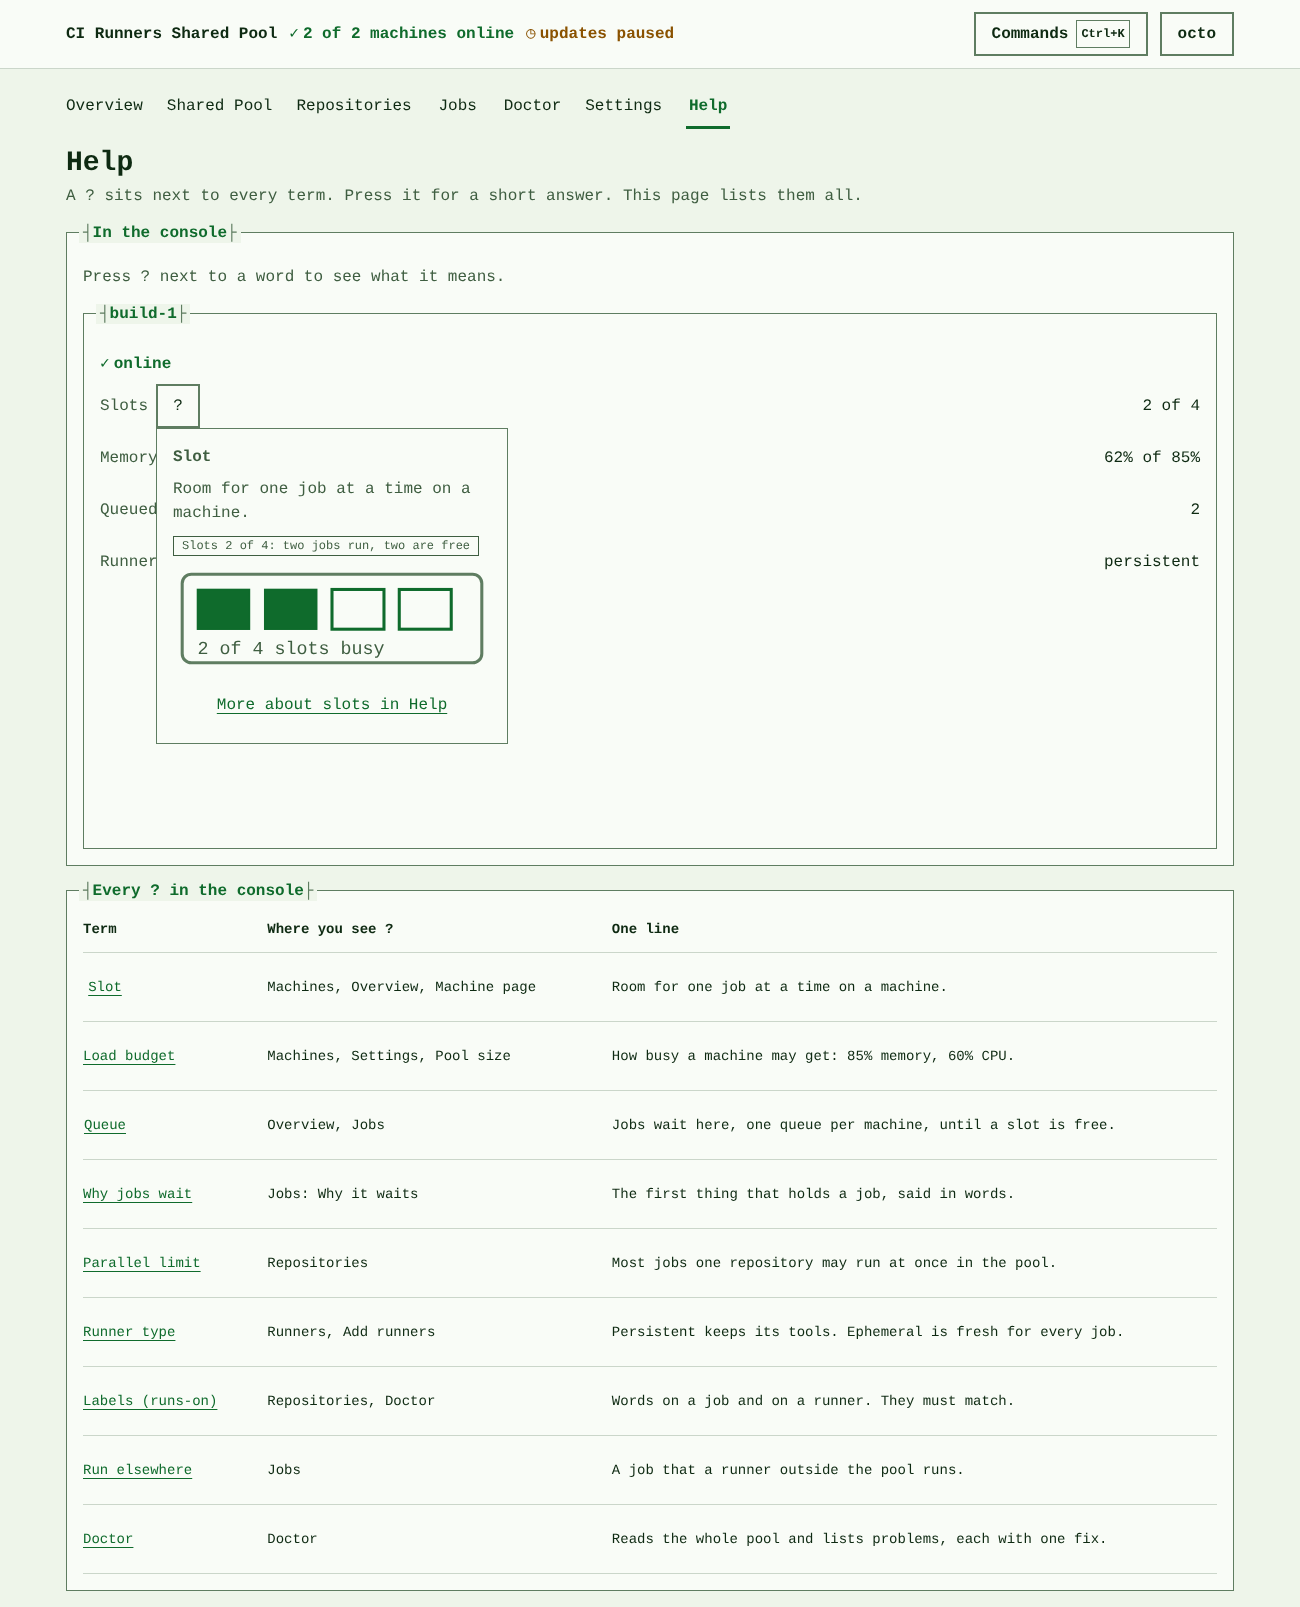 CI Runners Shared Pool ✓ 2 of 2 machines online ◷ updates paused Commands Ctrl+K octo
Overview Shared Pool Repositories Jobs Doctor Settings Help
Help
A ? sits next to every term. Press it for a short answer. This page lists them all.
In the console
Press ? next to a word to see what it means.
build-1
✓ online
Slots ? 2 of 4
Memory 62% of 85%
Queued 2
Runner persistent
Slot
Room for one job at a time on a
machine.
Slots 2 of 4: two jobs run, two are free
2 of 4 slots busy
More about slots in Help
Every ? in the console
Term Where you see ? One line
Slot Machines, Overview, Machine page Room for one job at a time on a machine.
Load budget Machines, Settings, Pool size How busy a machine may get: 85% memory, 60% CPU.
Queue Overview, Jobs Jobs wait here, one queue per machine, until a slot is free.
Why jobs wait Jobs: Why it waits The first thing that holds a job, said in words.
Parallel limit Repositories Most jobs one repository may run at once in the pool.
Runner type Runners, Add runners Persistent keeps its tools. Ephemeral is fresh for every job.
Labels (runs-on) Repositories, Doctor Words on a job and on a runner. They must match.
Run elsewhere Jobs A job that a runner outside the pool runs.
Doctor Doctor Reads the whole pool and lists problems, each with one fix.